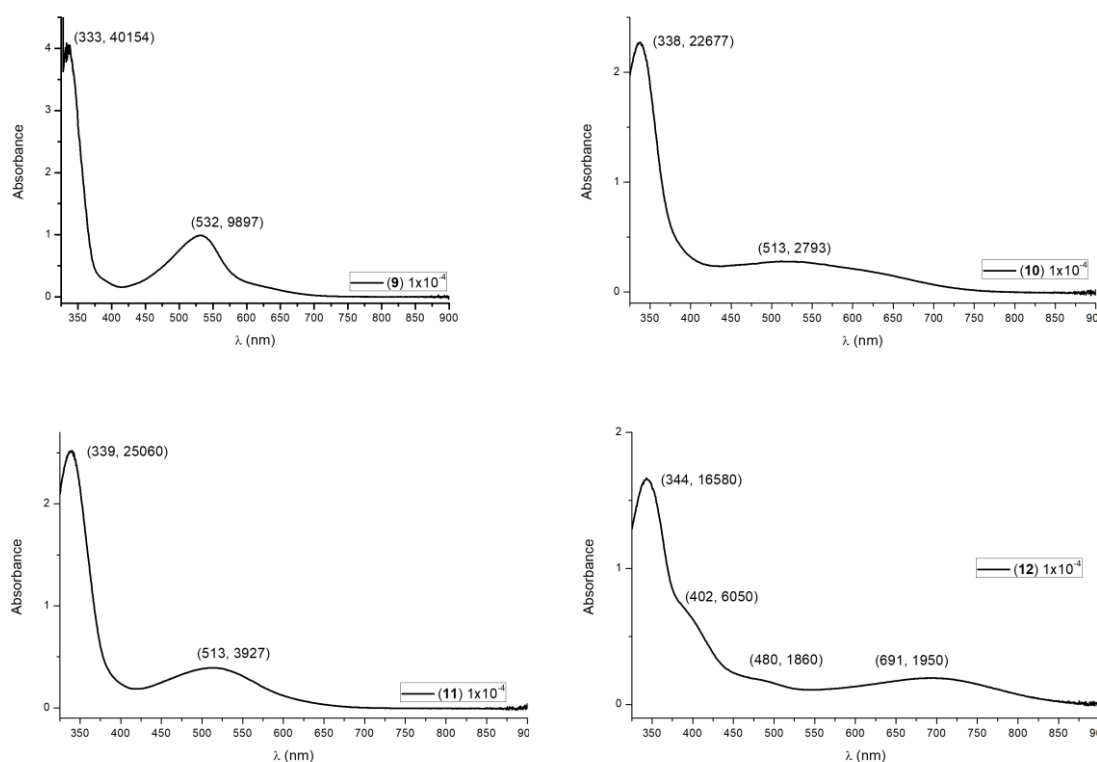 (333, 40154)
(532, 9897)
(9) 1x10⁻⁴
Absorbance
4
3
2
1
0
350 400 450 500 550 600 650 700 750 800 850 900
λ (nm)
(338, 22677)
(513, 2793)
(10) 1x10⁻⁴
Absorbance
2
1
0
350 400 450 500 550 600 650 700 750 800 850 90
λ (nm)
(339, 25060)
(513, 3927)
(11) 1x10⁻⁴
Absorbance
2
1
0
350 400 450 500 550 600 650 700 750 800 850 90
λ (nm)
(344, 16580)
(402, 6050)
(480, 1860)
(691, 1950)
(12) 1x10⁻⁴
Absorbance
2
1
0
350 400 450 500 550 600 650 700 750 800 850 90
λ (nm)